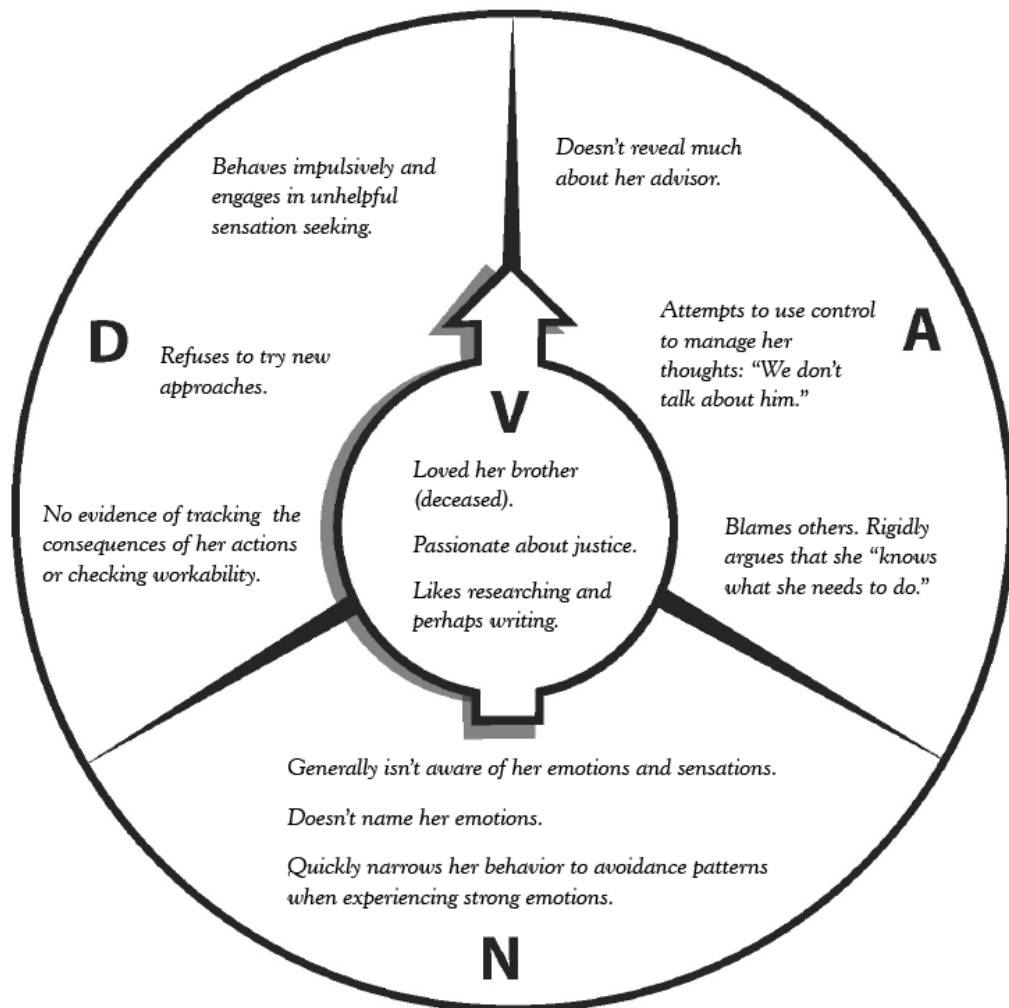 Behaves impulsively and
engages in unhelpful
sensation seeking.
D
Refuses to try new
approaches.
No evidence of tracking the
consequences of her actions
or checking workability.
Doesn’t reveal much
about her advisor.
A
Attempts to use control
to manage her
thoughts: “We don’t
talk about him.”
Blames others. Rigidly
argues that she “knows
what she needs to do.”
V
Loved her brother
(deceased).
Passionate about justice.
Likes researching and
perhaps writing.
Generally isn’t aware of her emotions and sensations.
Doesn’t name her emotions.
Quickly narrows her behavior to avoidance patterns
when experiencing strong emotions.
N